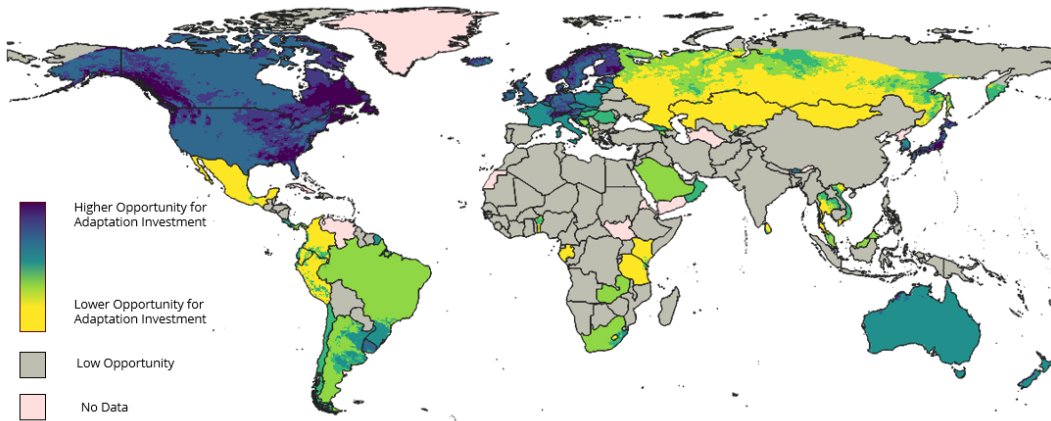 Higher Opportunity for
Adaptation Investment
Lower Opportunity for
Adaptation Investment
Low Opportunity
No Data